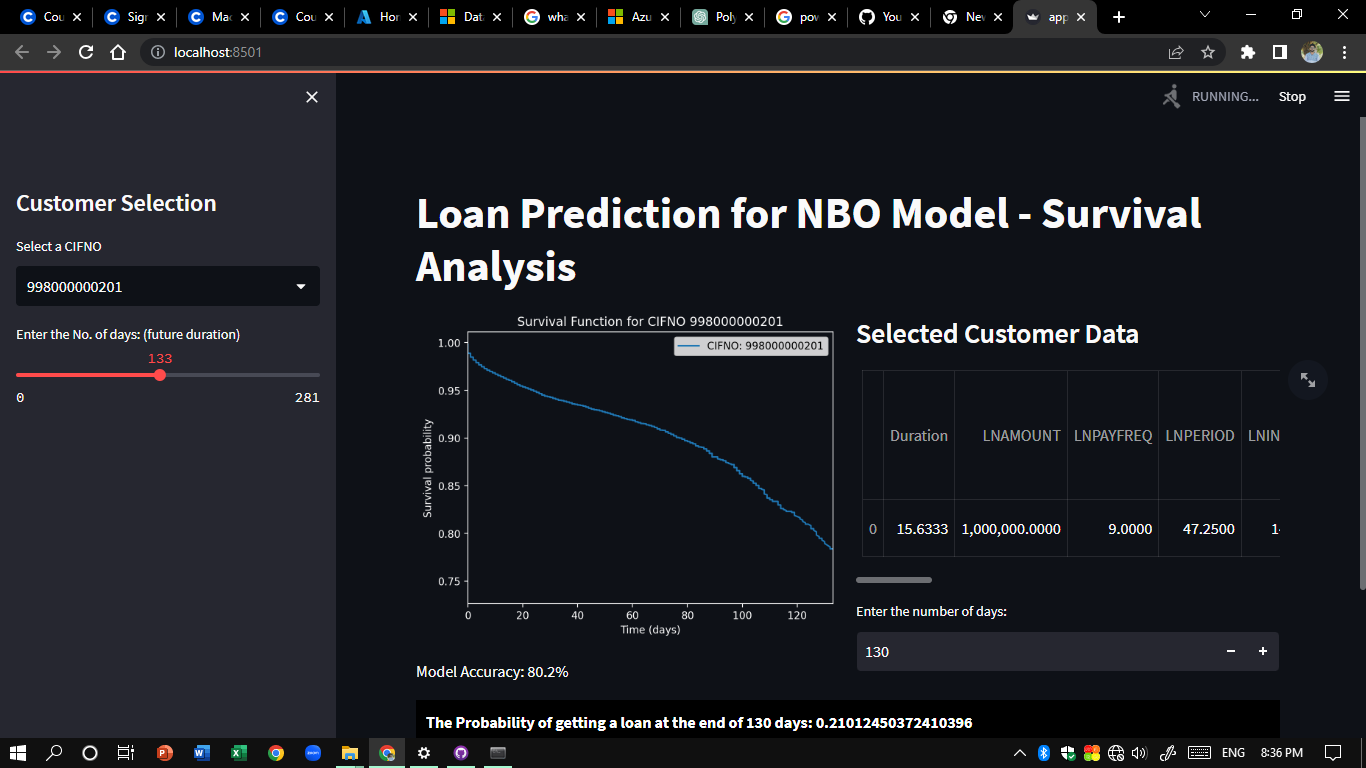 Cou
Sign
Mac
Cou
Hor
Data
wha
Azu
Poly
pow
You
New
app
localhost:8501
RUNNING...
Stop
Customer Selection
Select a CIFNO
998000000201
Enter the No. of days: (future duration)
133
0
281
Loan Prediction for NBO Model - Survival
Analysis
Survival Function for CIFNO 998000000201
CIFNO: 998000000201
1.00
0.95
0.90
0.85
0.80
0.75
Survival probability
0 20 40 60 80 100 120
Time (days)
Model Accuracy: 80.2%
Selected Customer Data
Duration LNAMOUNT LNPAYFREQ LNPERIOD LNIN
0 15.6333 1,000,000.0000 9.0000 47.2500
Enter the number of days:
130
The Probability of getting a loan at the end of 130 days: 0.21012450372410396
ENG
8:36 PM